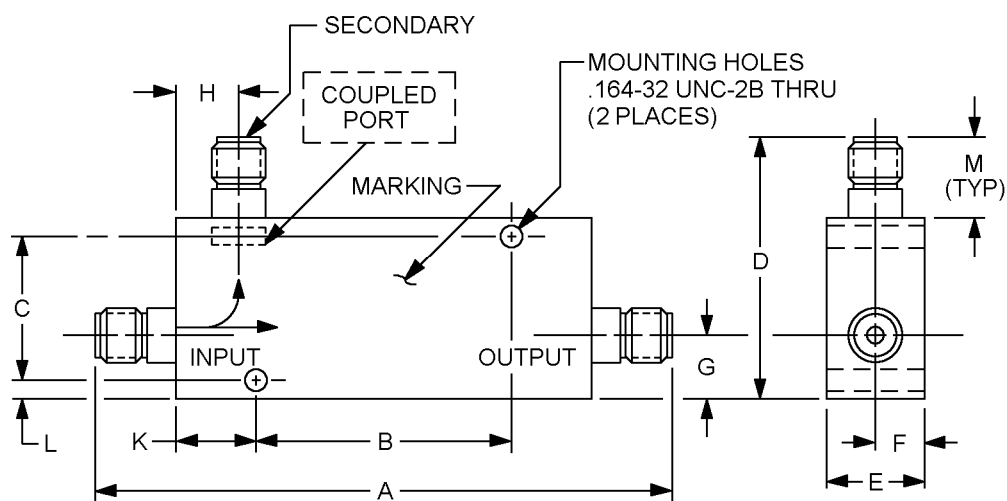 SECONDARY
MOUNTING HOLES
.164-32 UNC-2B THRU
(2 PLACES)
H
COUPLED
PORT
M
(TYP)
MARKING
D
C
INPUT
OUTPUT
G
L
K
B
F
E
A